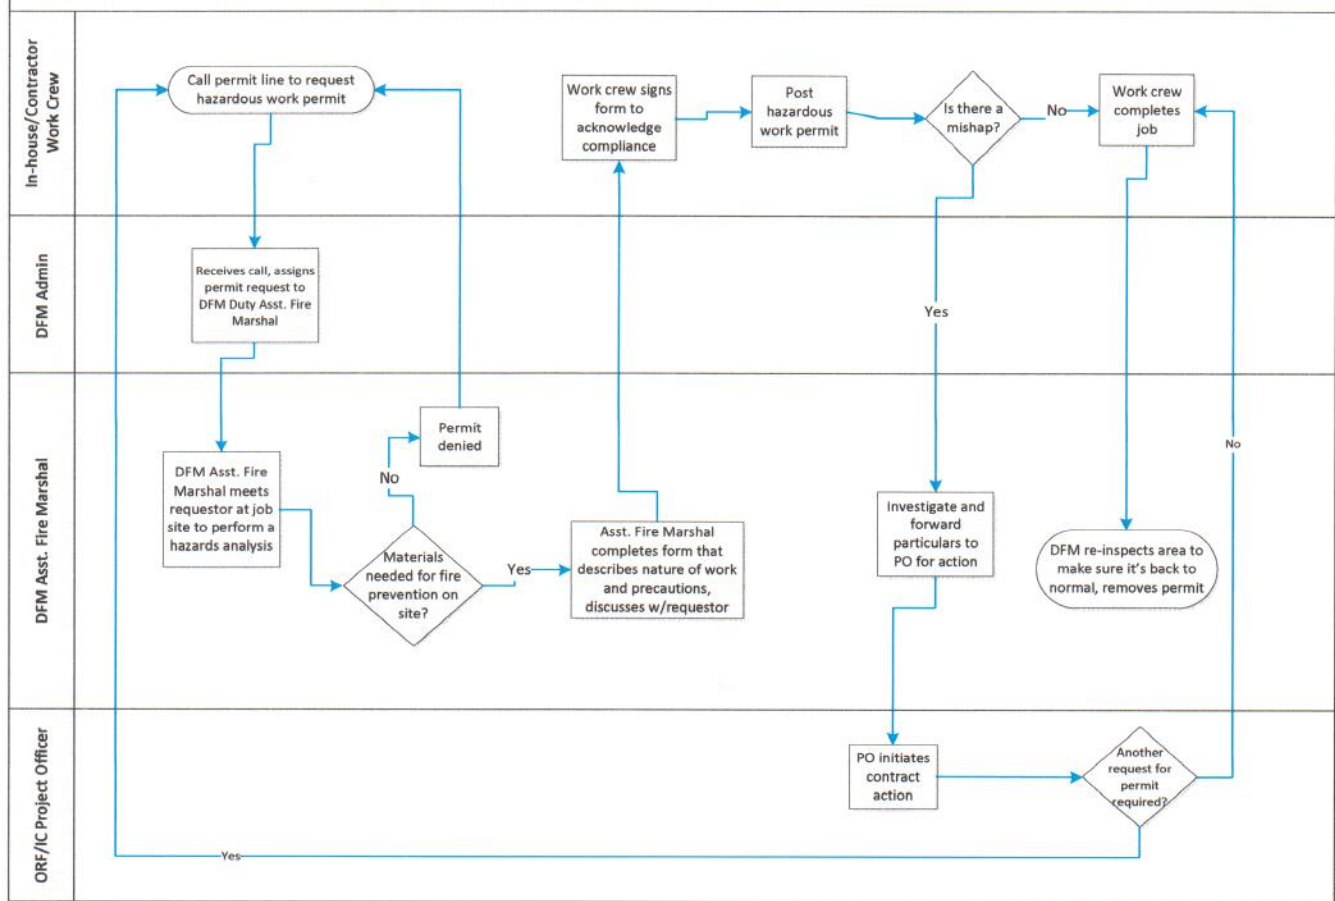 In-house/Contractor
Work Crew
Call permit line to request
hazardous work permit
Work crew signs
form to
acknowledge
compliance
Post
hazardous
work permit
Is there a
mishap?
No
Work crew
completes
job
DFM Admin
Receives call, assigns
permit request to
DFM Duty Asst. Fire
Marshal
Yes
DFM Asst. Fire Marshal
DFM Asst. Fire
Marshal meets
requestor at job
site to perform a
hazards analysis
Permit
denied
No
Materials
needed for fire
prevention on
site?
Yes
Asst. Fire Marshal
completes form that
describes nature of work
and precautions,
discusses w/requestor
Investigate and
forward
particulars to
PO for action
DFM re-inspects area to
make sure it's back to
normal, removes permit
No
ORF/IC Project Officer
PO initiates
contract
action
Another
request for
permit
required?
Yes